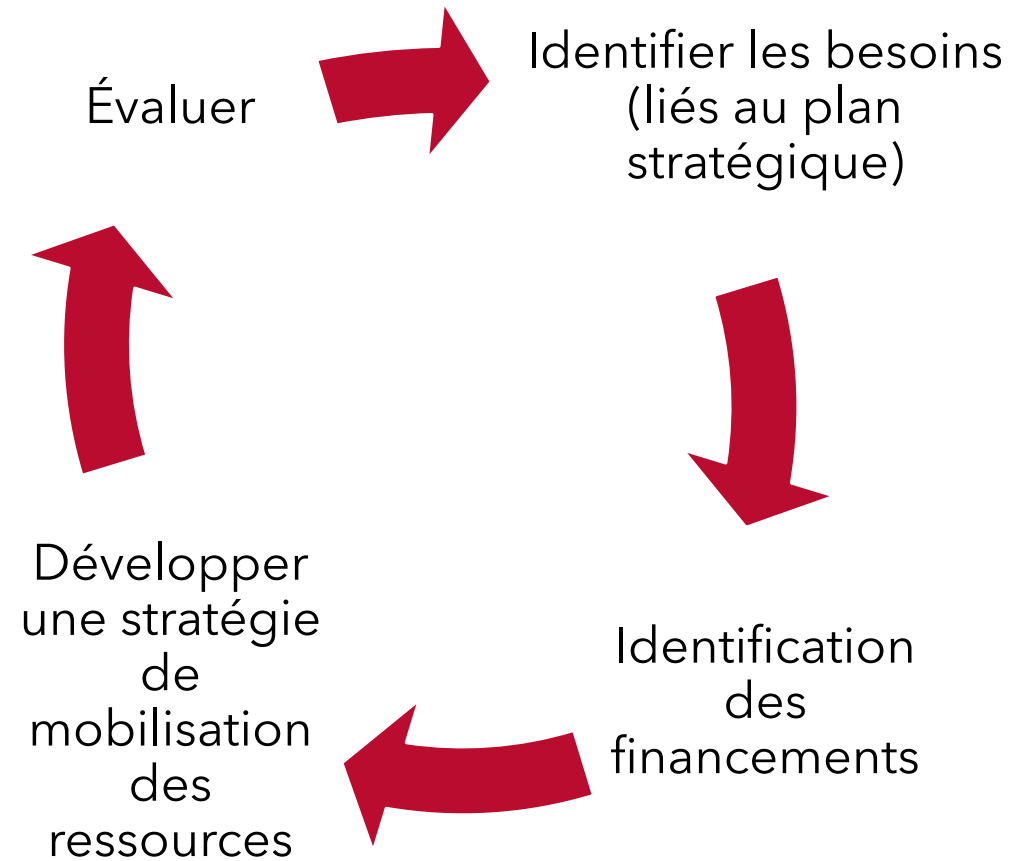 Évaluer
Identifier les besoins
(liés au plan
stratégique)
Identification
des
financements
Développer
une stratégie
de
mobilisation
des
ressources